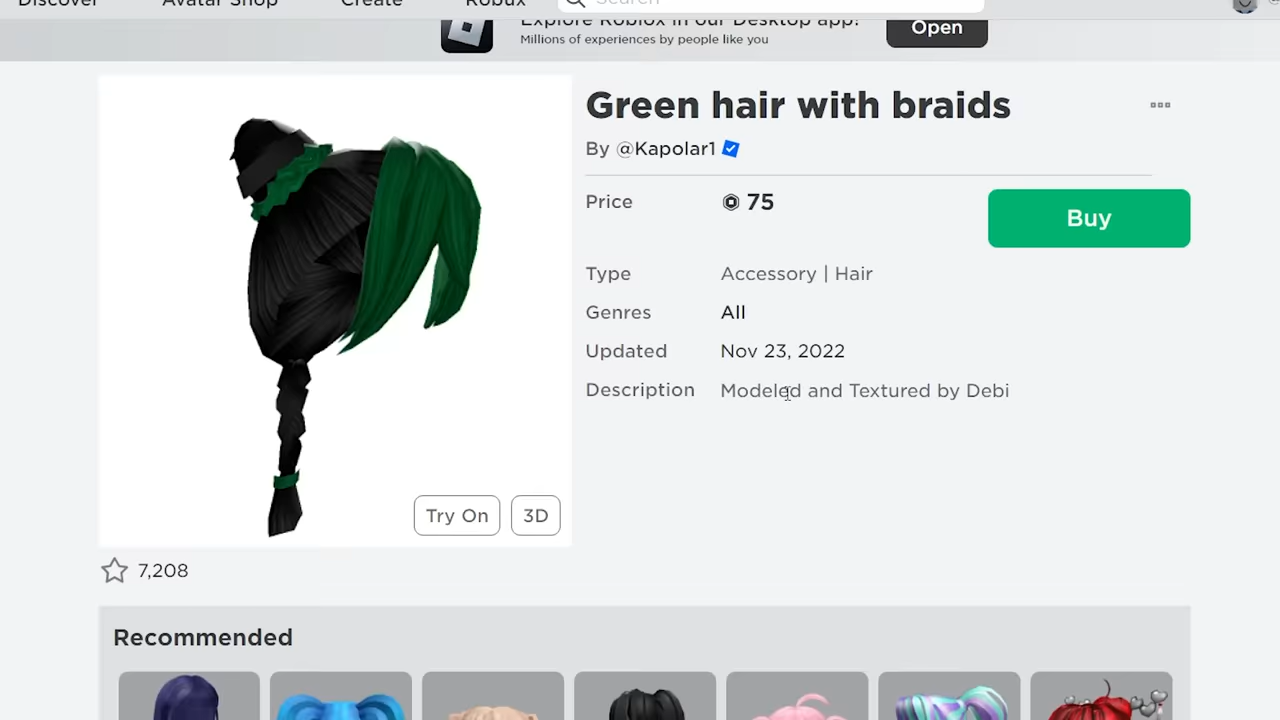 Discover Avatar Shop Create Robux Search
Explore Roblox in our Desktop app!
Millions of experiences by people like you
Open
Green hair with braids
By @Kapolar1
Price 75
Buy
Type Accessory | Hair
Genres All
Updated Nov 23, 2022
Description Modeled and Textured by Debi
Try On 3D
7,208
Recommended